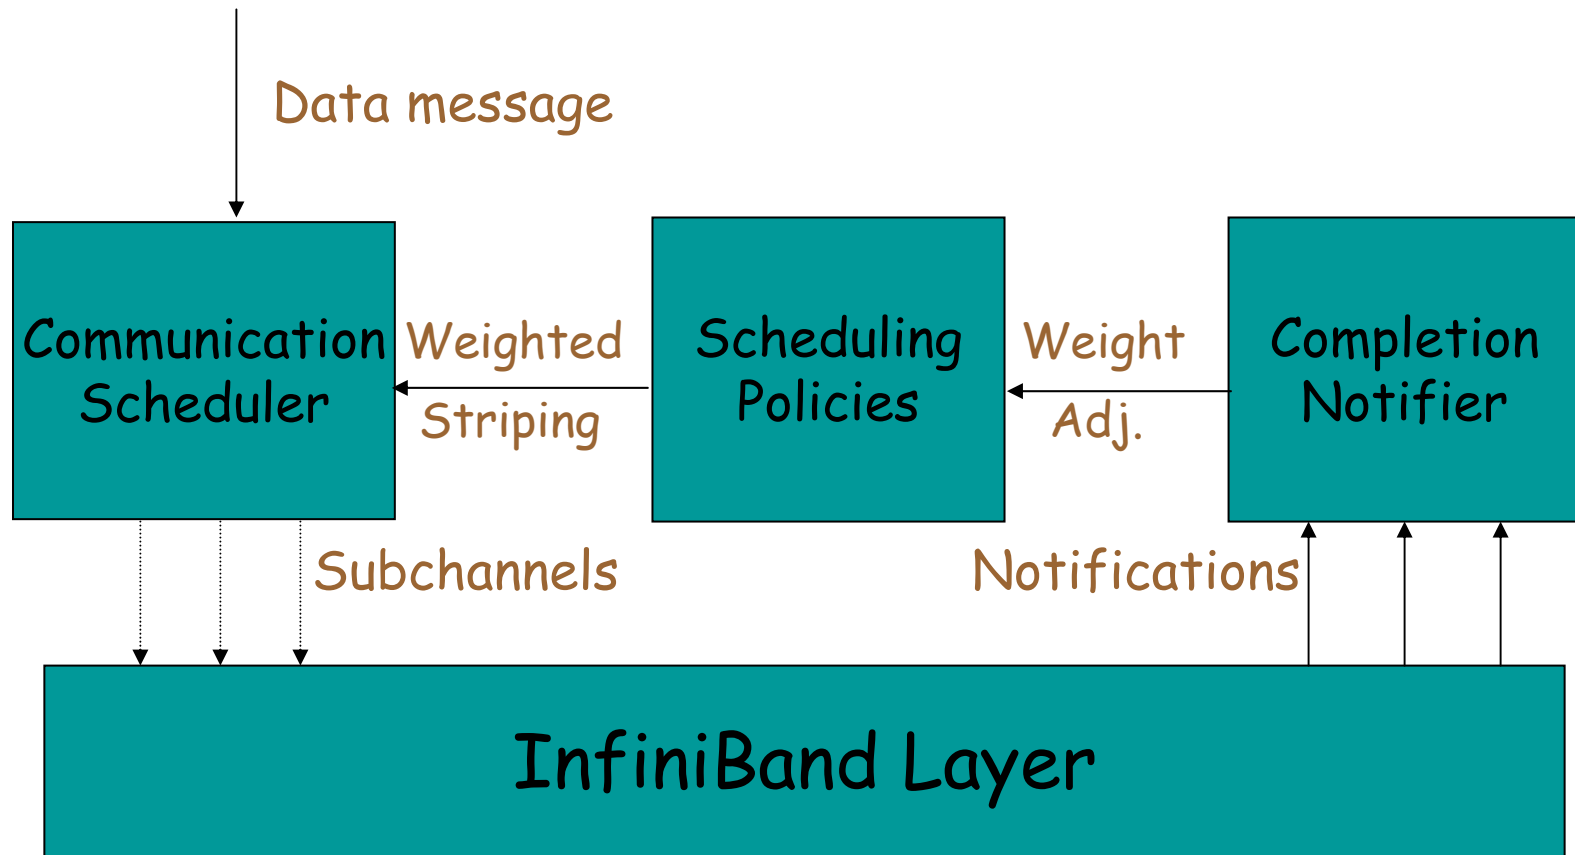 Data message
Communication
Scheduler
Weighted
Striping
Scheduling
Policies
Weight
Adj.
Completion
Notifier
Subchannels
Notifications
InfiniBand Layer